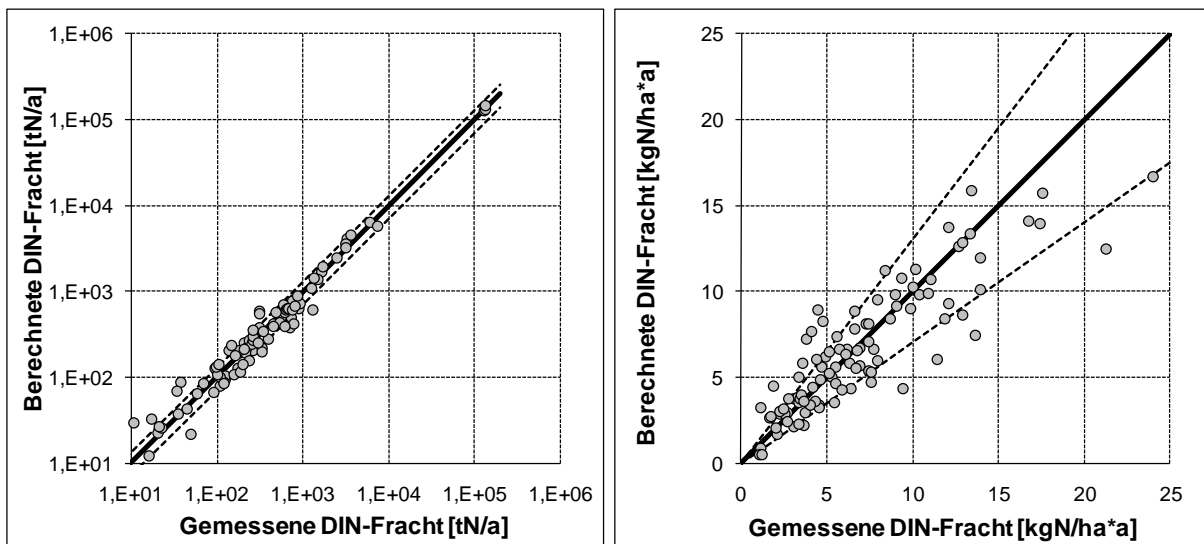 Berechnete DIN-Fracht [tN/a]
1,E+06
1,E+05
1,E+04
1,E+03
1,E+02
1,E+01
1,E+01 1,E+02 1,E+03 1,E+04 1,E+05 1,E+06
Gemessene DIN-Fracht [tN/a]
Berechnete DIN-Fracht [kgN/ha*a]
25
20
15
10
5
0
0 5 10 15 20 25
Gemessene DIN-Fracht [kgN/ha*a]